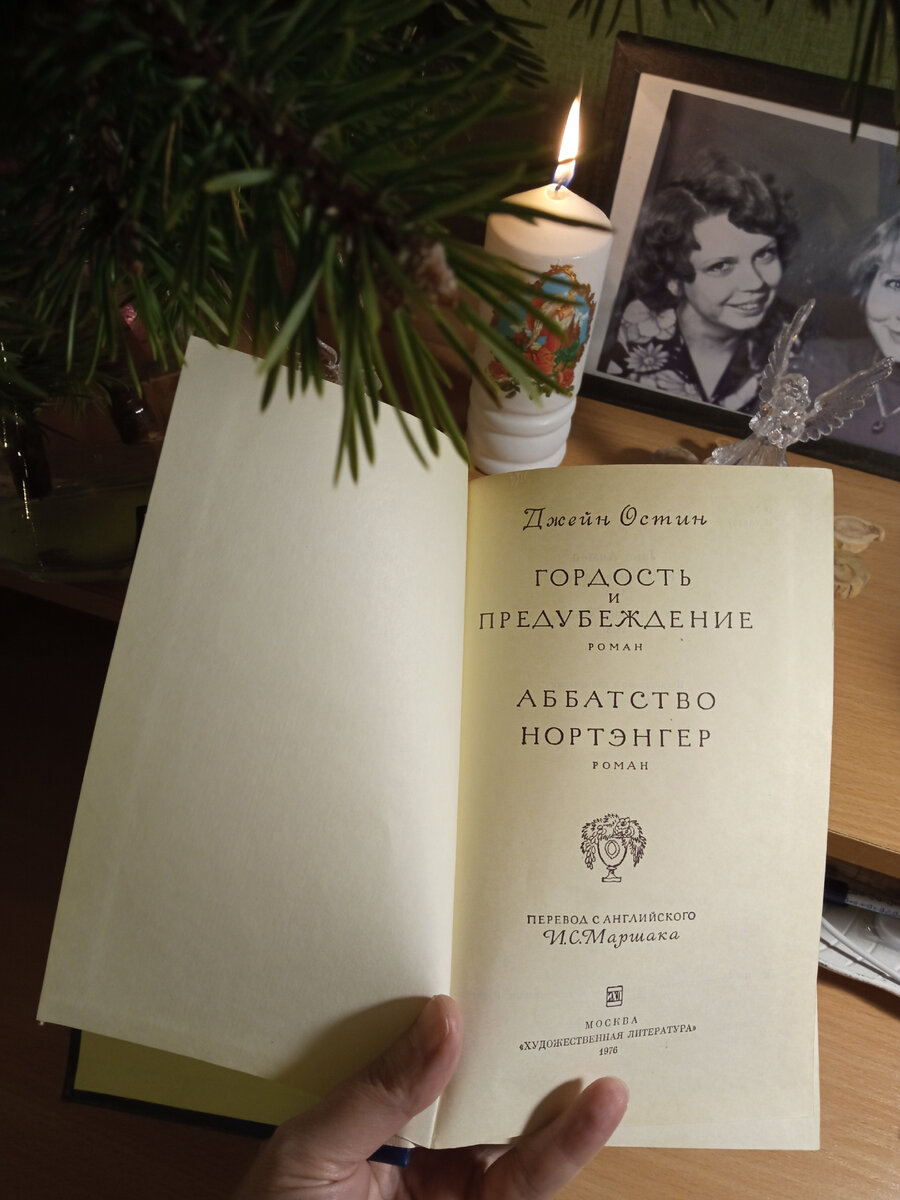 Джейн Остин
ГОРДОСТЬ
И
ПРЕДУБЕЖДЕНИЕ
РОМАН
АББАТСТВО
НОРТЭНГЕР
РОМАН
ПЕРЕВОД С АНГЛИЙСКОГО
И.С.Маршака
МОСКВА
«ХУДОЖЕСТВЕННАЯ ЛИТЕРАТУРА»
1976